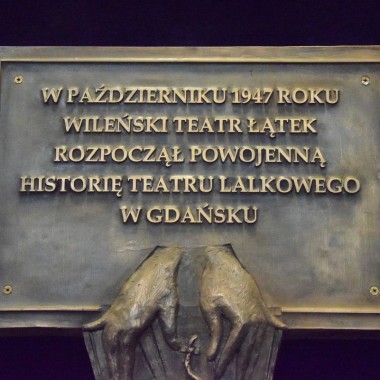 W PAŹDZIERNIKU 1947 ROKU
WILEŃSKI TEATR ŁĄTEK
ROZPOCZĄŁ POWOJENNĄ
HISTORIĘ TEATRU LALKOWEGO
W GDAŃSKU